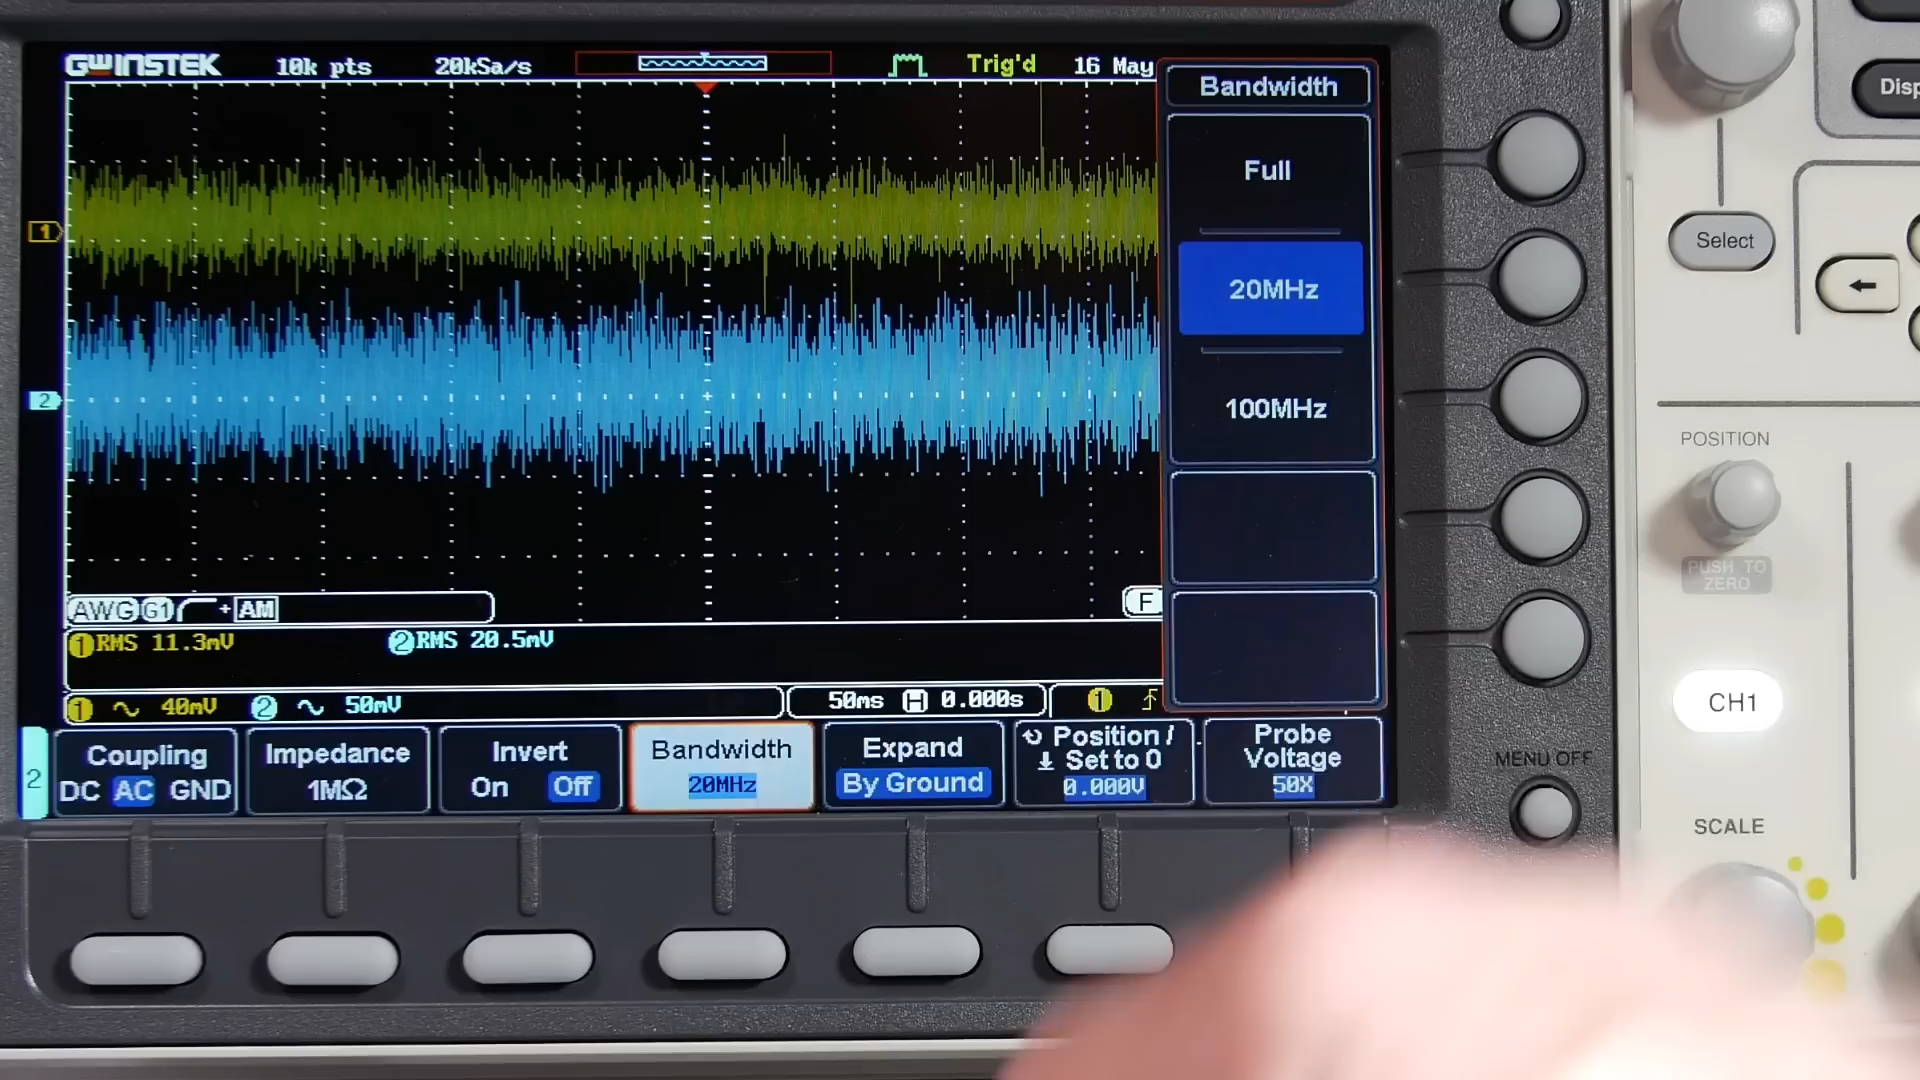 GWINSTEK 10k pts 20kSa/s Trig'd 16 May
Bandwidth
Full
20MHz
100MHz
1
2
AWG G1 + AM
F
1 RMS 11.3mV 2 RMS 20.5mV
1 40mV 2 50mV 50ms H 0.000s 1
2
Coupling
DC AC GND
Impedance
1MΩ
Invert
On Off
Bandwidth
20MHz
Expand
By Ground
Position /
Set to 0
0.000V
Probe
Voltage
50X
Select
POSITION
PUSH TO
ZERO
CH1
MENU OFF
SCALE